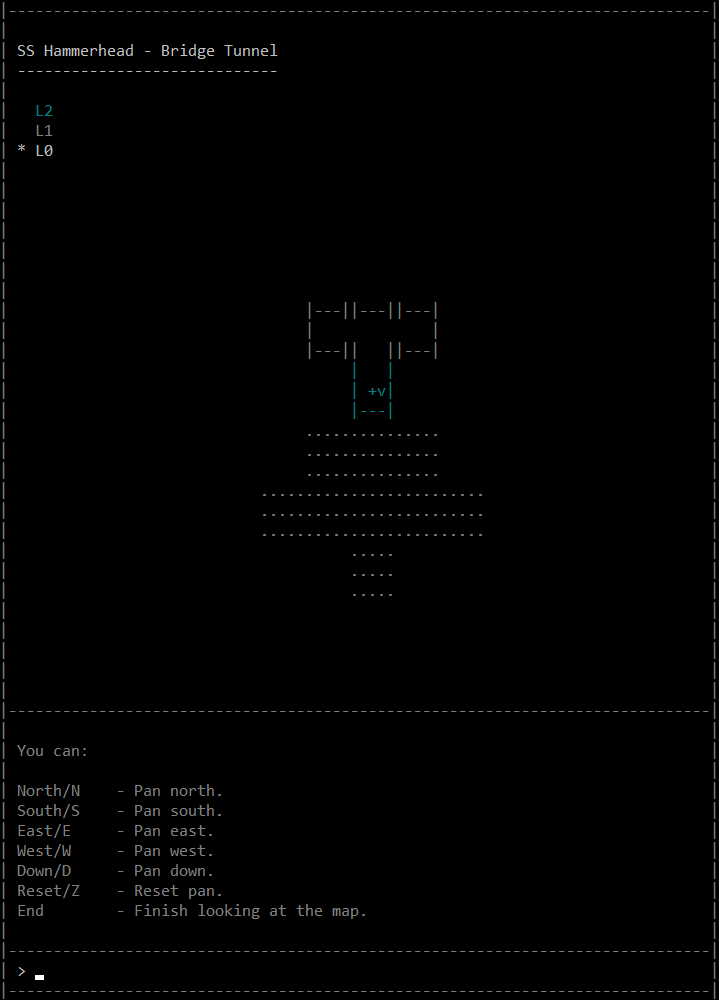 SS Hammerhead - Bridge Tunnel
-----------------------------
L2
L1
* L0
|---||---||---|
|             |
|---||   ||---|
|   |
| +v|
|---|
...............
...............
...............
.........................
.........................
.........................
.....
.....
.....
You can:
North/N    - Pan north.
South/S    - Pan south.
East/E     - Pan east.
West/W     - Pan west.
Down/D     - Pan down.
Reset/Z    - Reset pan.
End        - Finish looking at the map.
> _